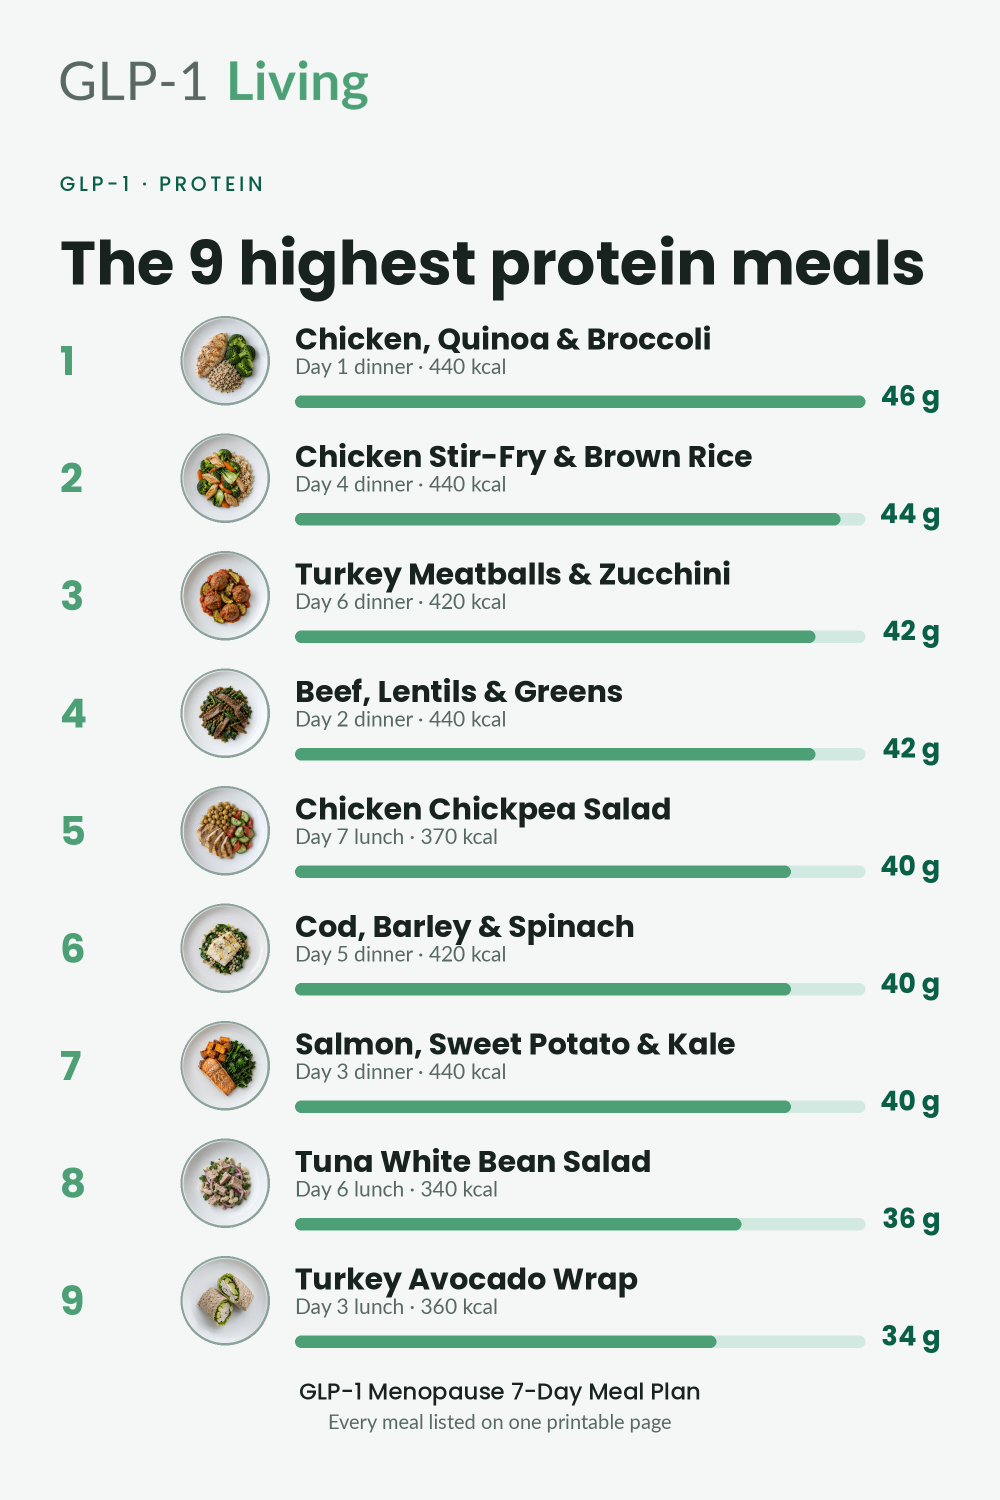 GLP-1 Living
GLP-1 · PROTEIN
The 9 highest protein meals
1
Chicken, Quinoa & Broccoli
Day 1 dinner · 440 kcal
46 g
2
Chicken Stir-Fry & Brown Rice
Day 4 dinner · 440 kcal
44 g
3
Turkey Meatballs & Zucchini
Day 6 dinner · 420 kcal
42 g
4
Beef, Lentils & Greens
Day 2 dinner · 440 kcal
42 g
5
Chicken Chickpea Salad
Day 7 lunch · 370 kcal
40 g
6
Cod, Barley & Spinach
Day 5 dinner · 420 kcal
40 g
7
Salmon, Sweet Potato & Kale
Day 3 dinner · 440 kcal
40 g
8
Tuna White Bean Salad
Day 6 lunch · 340 kcal
36 g
9
Turkey Avocado Wrap
Day 3 lunch · 360 kcal
34 g
GLP-1 Menopause 7-Day Meal Plan
Every meal listed on one printable page